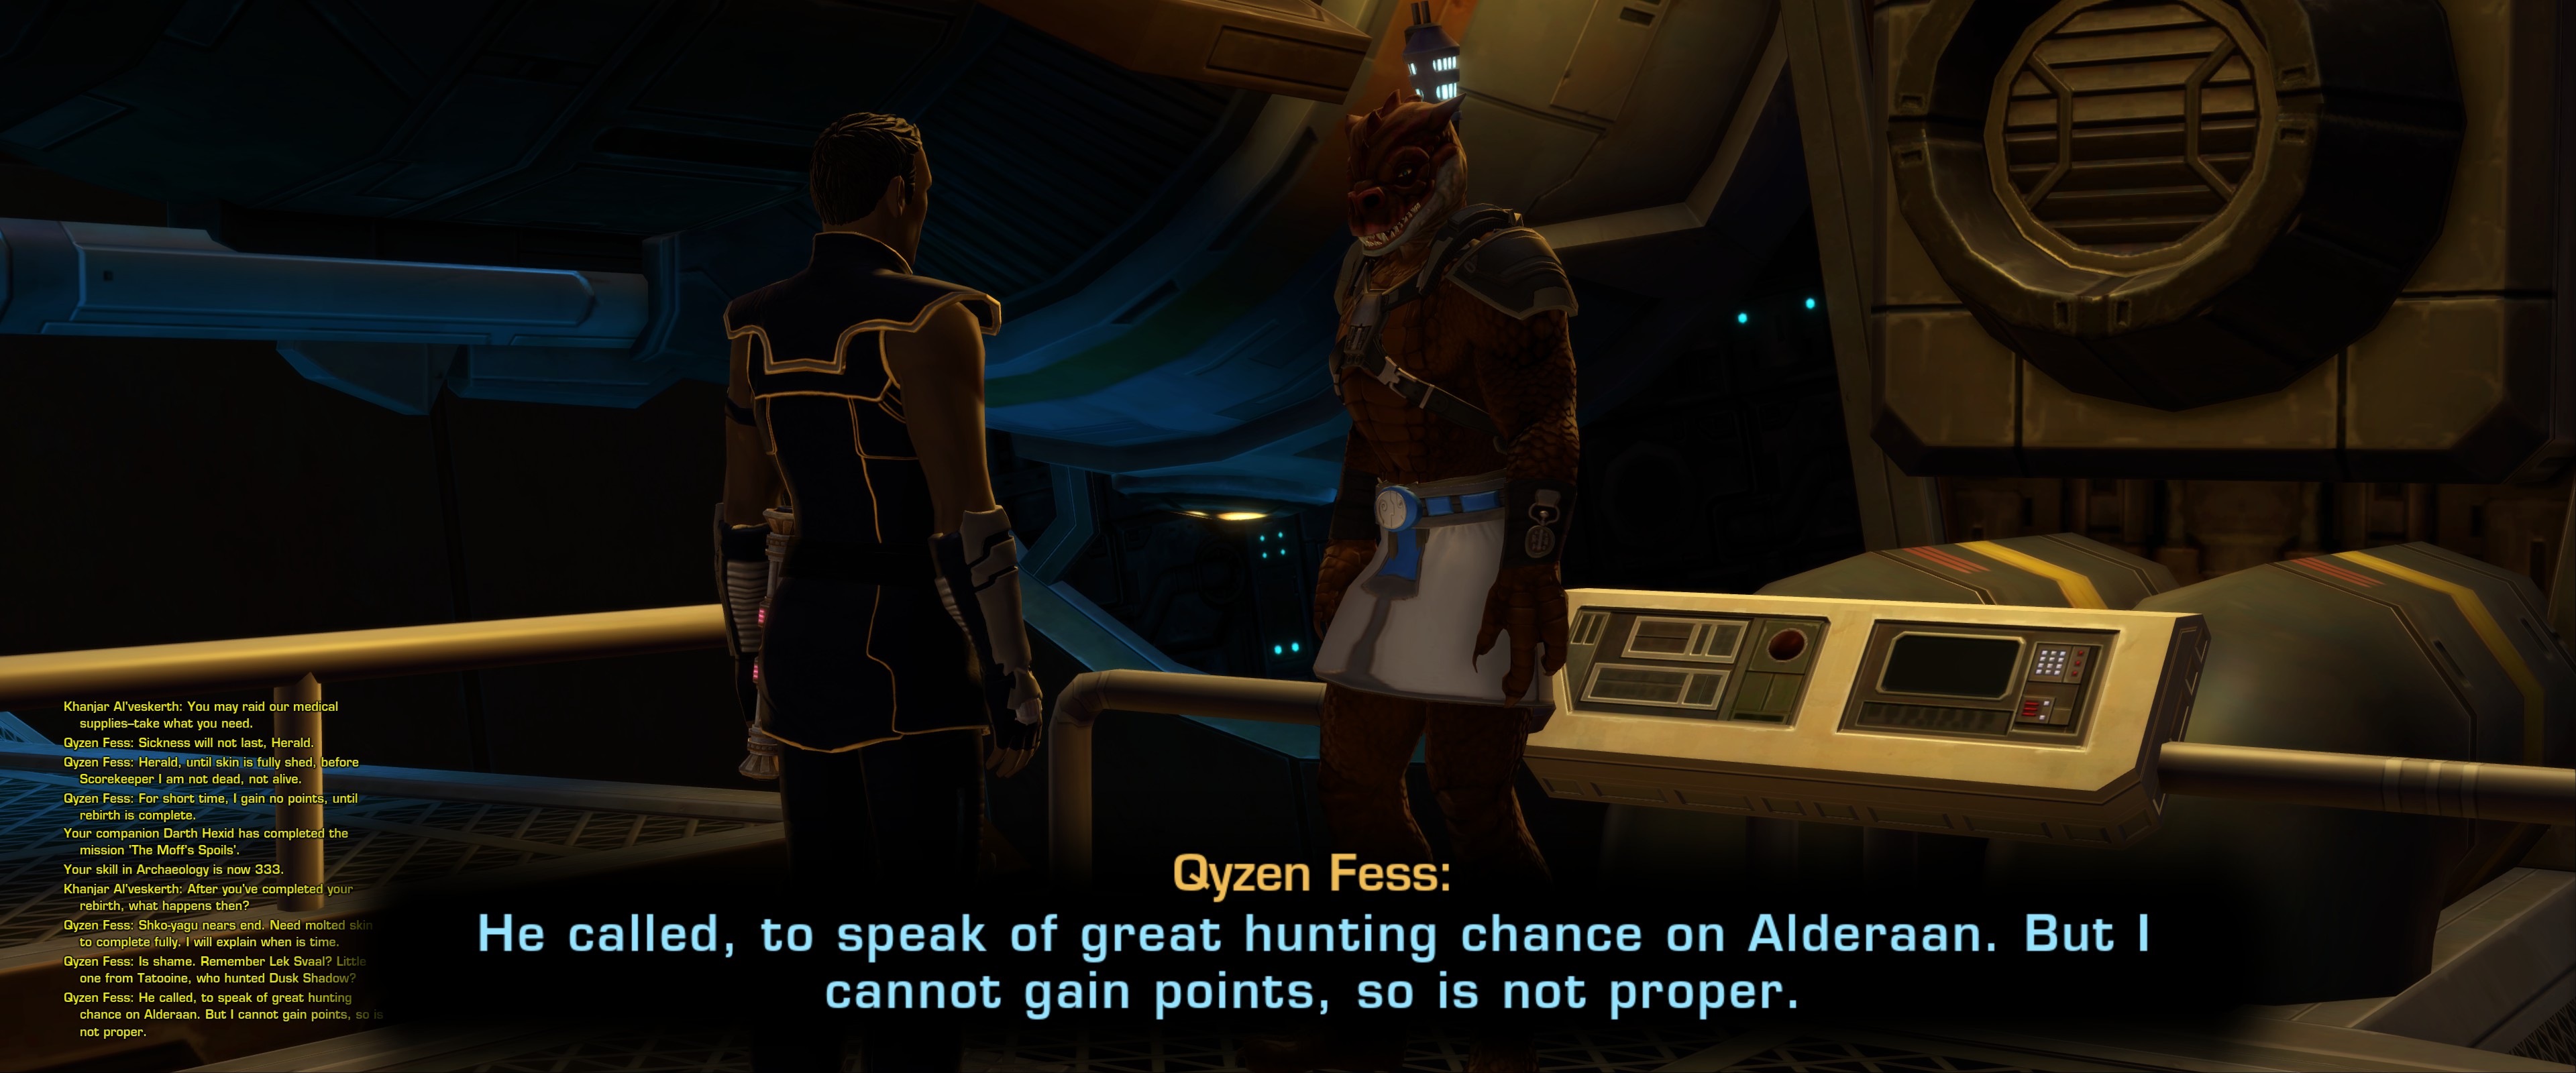 Khanjar Al'veskerth: You may raid our medical
supplies–take what you need.
Qyzen Fess: Sickness will not last, Herald.
Qyzen Fess: Herald, until skin is fully shed, before
Scorekeeper I am not dead, not alive.
Qyzen Fess: For short time, I gain no points, until
rebirth is complete.
Your companion Darth Hexid has completed the
mission 'The Moff's Spoils'.
Your skill in Archaeology is now 333.
Khanjar Al'veskerth: After you've completed your
rebirth, what happens then?
Qyzen Fess: Shko-yagu nears end. Need molted skin
to complete fully. I will explain when is time.
Qyzen Fess: Is shame. Remember Lek Svaal? Little
one from Tatooine, who hunted Dusk Shadow?
Qyzen Fess: He called, to speak of great hunting
chance on Alderaan. But I cannot gain points, so is
not proper.
Qyzen Fess:
He called, to speak of great hunting chance on Alderaan. But I
cannot gain points, so is not proper.